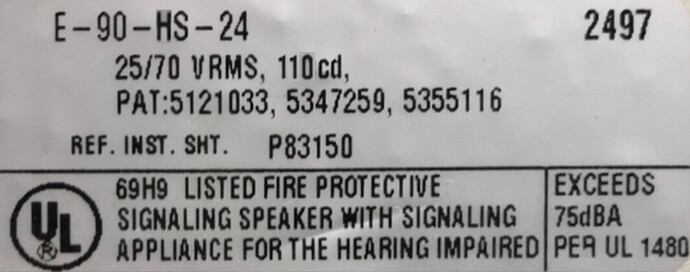 E-90-HS-24 2497
25/70 VRMS, 110cd,
PAT:5121033, 5347259, 5355116
REF. INST. SHT. P83150
UL ®
69H9 LISTED FIRE PROTECTIVE
SIGNALING SPEAKER WITH SIGNALING
APPLIANCE FOR THE HEARING IMPAIRED
EXCEEDS
75dBA
PER UL 1480